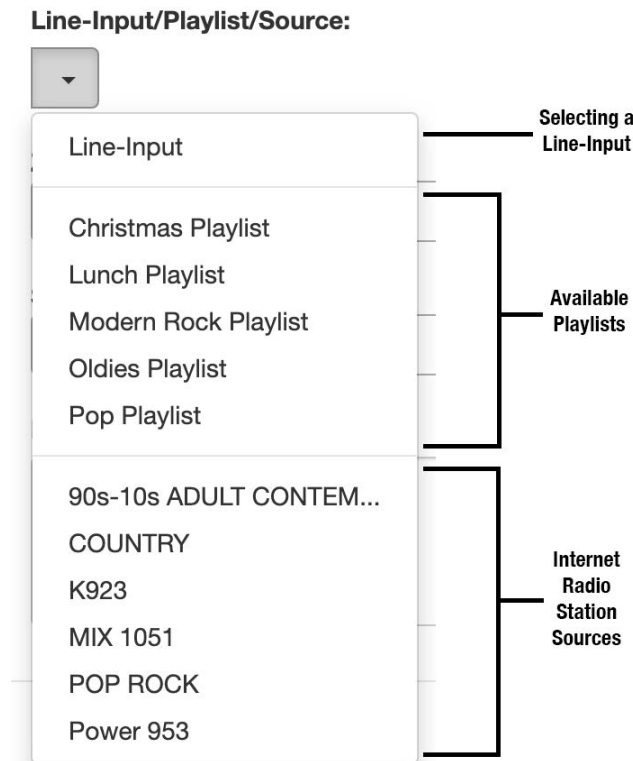 Line-Input/Playlist/Source:
Selecting a
Line-Input
Line-Input
Christmas Playlist
Lunch Playlist
Modern Rock Playlist
Oldies Playlist
Pop Playlist
Available
Playlists
90s-10s ADULT CONTEM...
COUNTRY
K923
MIX 1051
POP ROCK
Power 953
Internet
Radio
Station
Sources